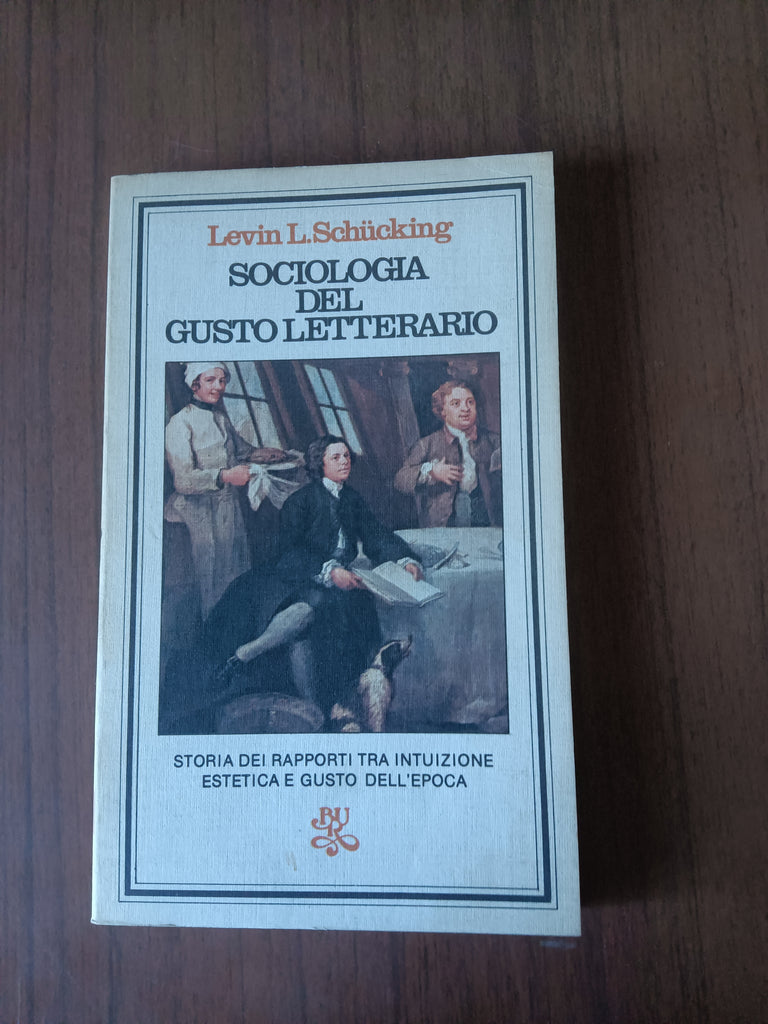 Levin L. Schücking
SOCIOLOGIA
DEL
GUSTO LETTERARIO
STORIA DEI RAPPORTI TRA INTUIZIONE
ESTETICA E GUSTO DELL'EPOCA
BUR